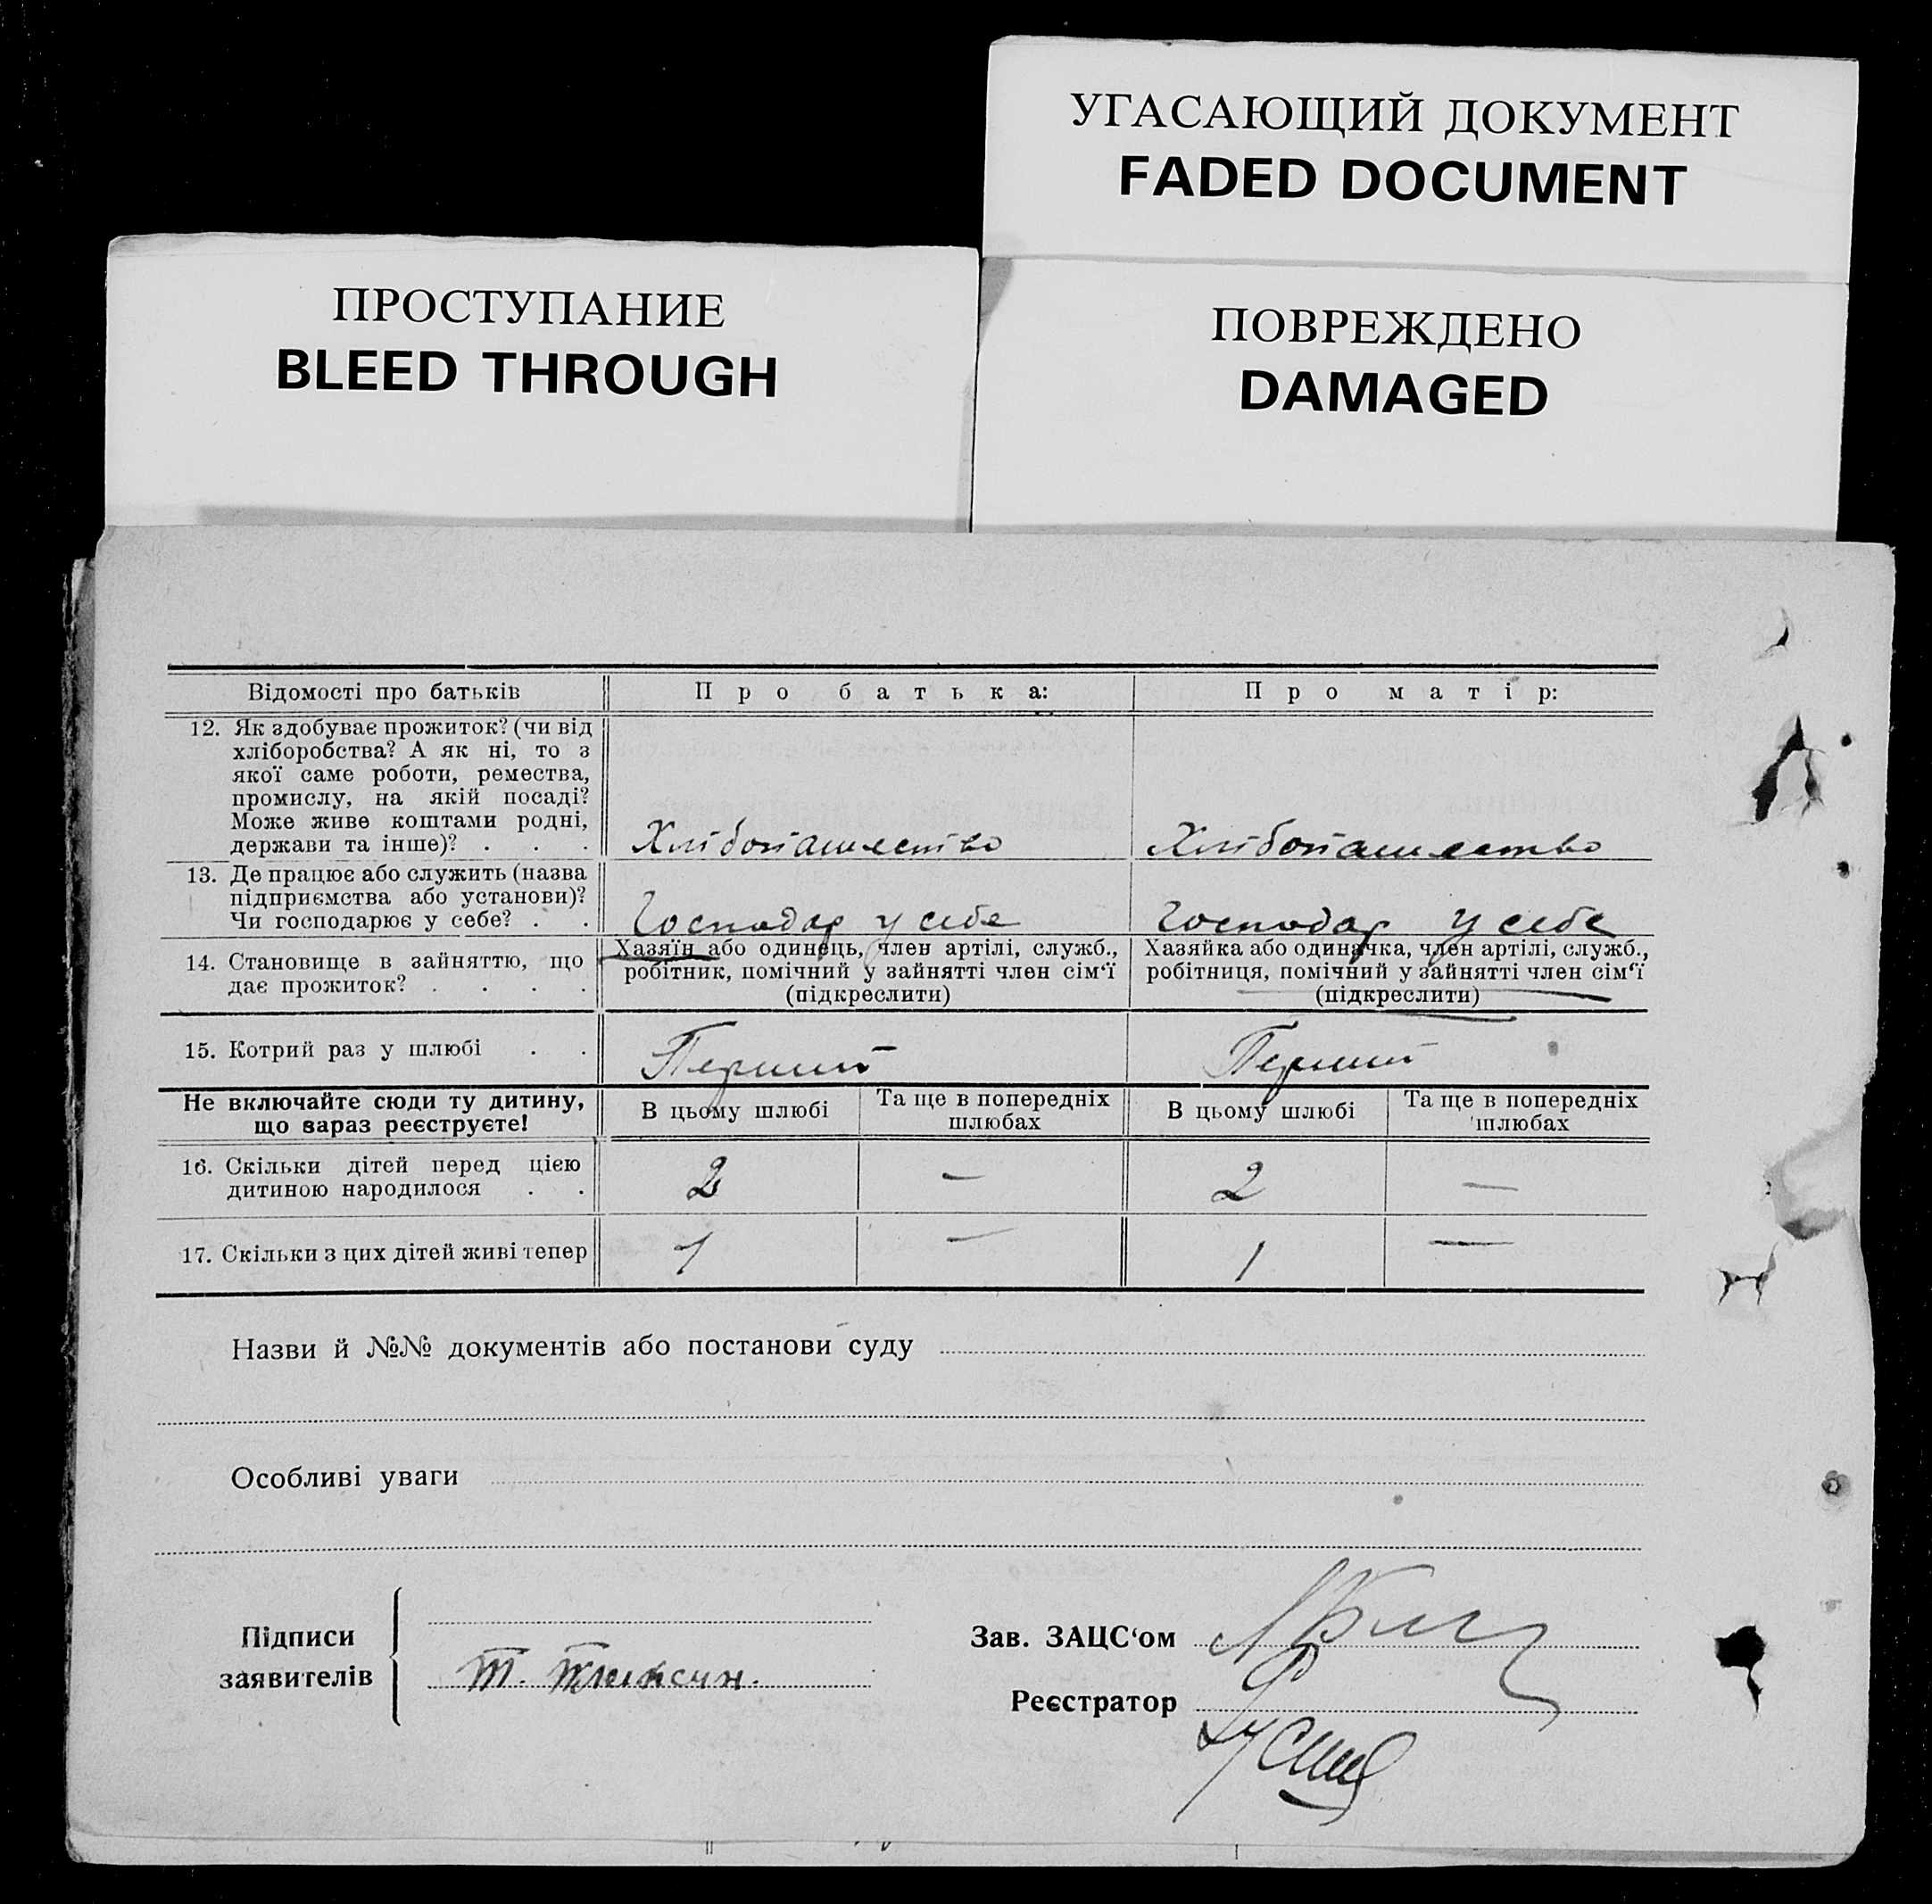 УГАСАЮЩИЙ ДОКУМЕНТ
FADED DOCUMENT
ПРОСТУПАНИЕ
BLEED THROUGH
ПОВРЕЖДЕНО
DAMAGED
Відомості про батьків
Про батька:
Про матір:
12. Як здобуває прожиток? (чи від
хліборобства? А як ні, то з
якої саме роботи, ремества,
промислу, на якій посаді?
Може живе коштами родні,
держави та інше)? . . .
Хлібопашество
Хлібопашество
13. Де працює або служить (назва
підприємства або установи)?
Чи господарює у себе? . .
Господар у себе
Господар у себе
14. Становище в зайняттю, що
дає прожиток? . . . .
Хазяїн або одинець, член артілі, служб.,
робітник, помічний у зайнятті член сім‘ї
(підкреслити)
Хазяйка або одиначка, член артілі, служб.,
робітниця, помічний у зайнятті член сім‘ї
(підкреслити)
15. Котрий раз у шлюбі . .
Перший
Перший
Не включайте сюди ту дитину,
що зараз реєструєте!
В цьому шлюбі
Та ще в попередніх
шлюбах
В цьому шлюбі
Та ще в попередніх
шлюбах
16. Скільки дітей перед цією
дитиною народилося . .
2
—
2
—
17. Скільки з цих дітей живі тепер
1
—
1
—
Назви й №№ документів або постанови суду
Особливі уваги
Підписи
заявителів
Т.
Зав. ЗАЦС‘ом
Реєстратор